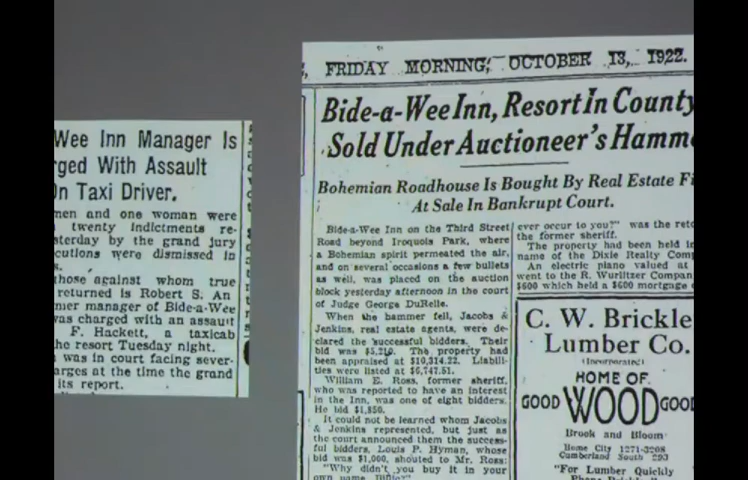 Wee Inn Manager Is
ged With Assault
On Taxi Driver.
men and one woman were
twenty indictments re-
sterday by the grand jury
cutions were dismissed in
s.
those against whom true
returned is Robert S. An
mer manager of Bide-a-Wee
was charged with an assault
F. Hackett, a taxicab
he resort Tuesday night.
was in court facing sever-
arges at the time the grand
its report.
FRIDAY MORNING, OCTOBER 13, 1922.
Bide-a-Wee Inn, Resort In County
Sold Under Auctioneer's Hamme
Bohemian Roadhouse Is Bought By Real Estate Fi
At Sale In Bankrupt Court.
Bide-a-Wee Inn on the Third Street
Road beyond Iroquois Park, where
a Bohemian spirit permeated the air,
and on several occasions a few bullets
as well, was placed on the auction
block yesterday afternoon in the court
of Judge George DuRelle.
When the hammer fell, Jacobs &
Jenkins, real estate agents, were de-
clared the successful bidders. Their
bid was $5,210. The property had
been appraised at $10,314.22. Liabili-
ties were listed at $6,747.51.
William E. Ross, former sheriff,
who was reported to have an interest
in the Inn, was one of eight bidders.
He bid $1,850.
It could not be learned whom Jacobs
& Jenkins represented, but just as
the court announced them the success-
ful bidders, Louis P. Hyman, whose
bid was $1,000, shouted to Mr. Ross:
"Why didn't you buy it in your
own name
ever occur to you?" was the reto
the former sheriff.
The property had been held in
name of the Dixie Realty Comp
An electric piano valued at
went to the R. Wurlitzer Compan
$600 which held a $600 mortgage o
C. W. Brickle
Lumber Co.
(Incorporated)
HOME OF
GOOD WOOD GOO
Brook and Bloom
Home City 1271-3208
Cumberland South 293
"For Lumber Quickly